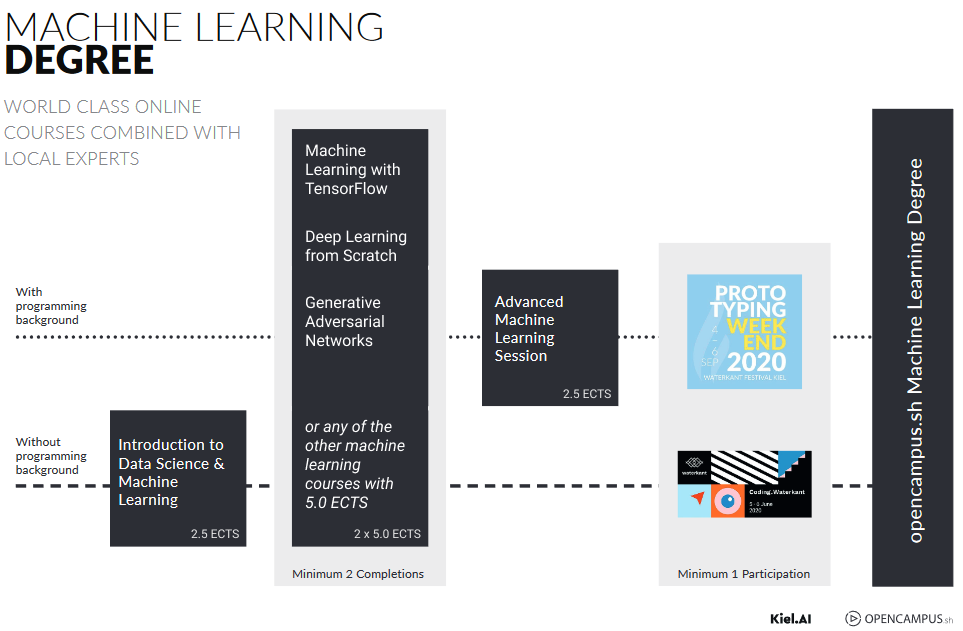 MACHINE LEARNING
DEGREE
WORLD CLASS ONLINE
COURSES COMBINED WITH
LOCAL EXPERTS
With
programming
background
Without
programming
background
Introduction to
Data Science &
Machine
Learning
2.5 ECTS
Machine
Learning with
TensorFlow
Deep Learning
from Scratch
Generative
Adversarial
Networks
or any of the
other machine
learning
courses with
5.0 ECTS
2 x 5.0 ECTS
Minimum 2 Completions
Advanced
Machine
Learning
Session
2.5 ECTS
PROTO
TYPING
WEEK
END
2020
2 - 6
SEP
WATERKANT FESTIVAL KIEL
waterkant
Coding.Waterkant
5 - 6 June
2020
Minimum 1 Participation
opencampus.sh Machine Learning Degree
Kiel.AI
OPENCAMPUS.sh